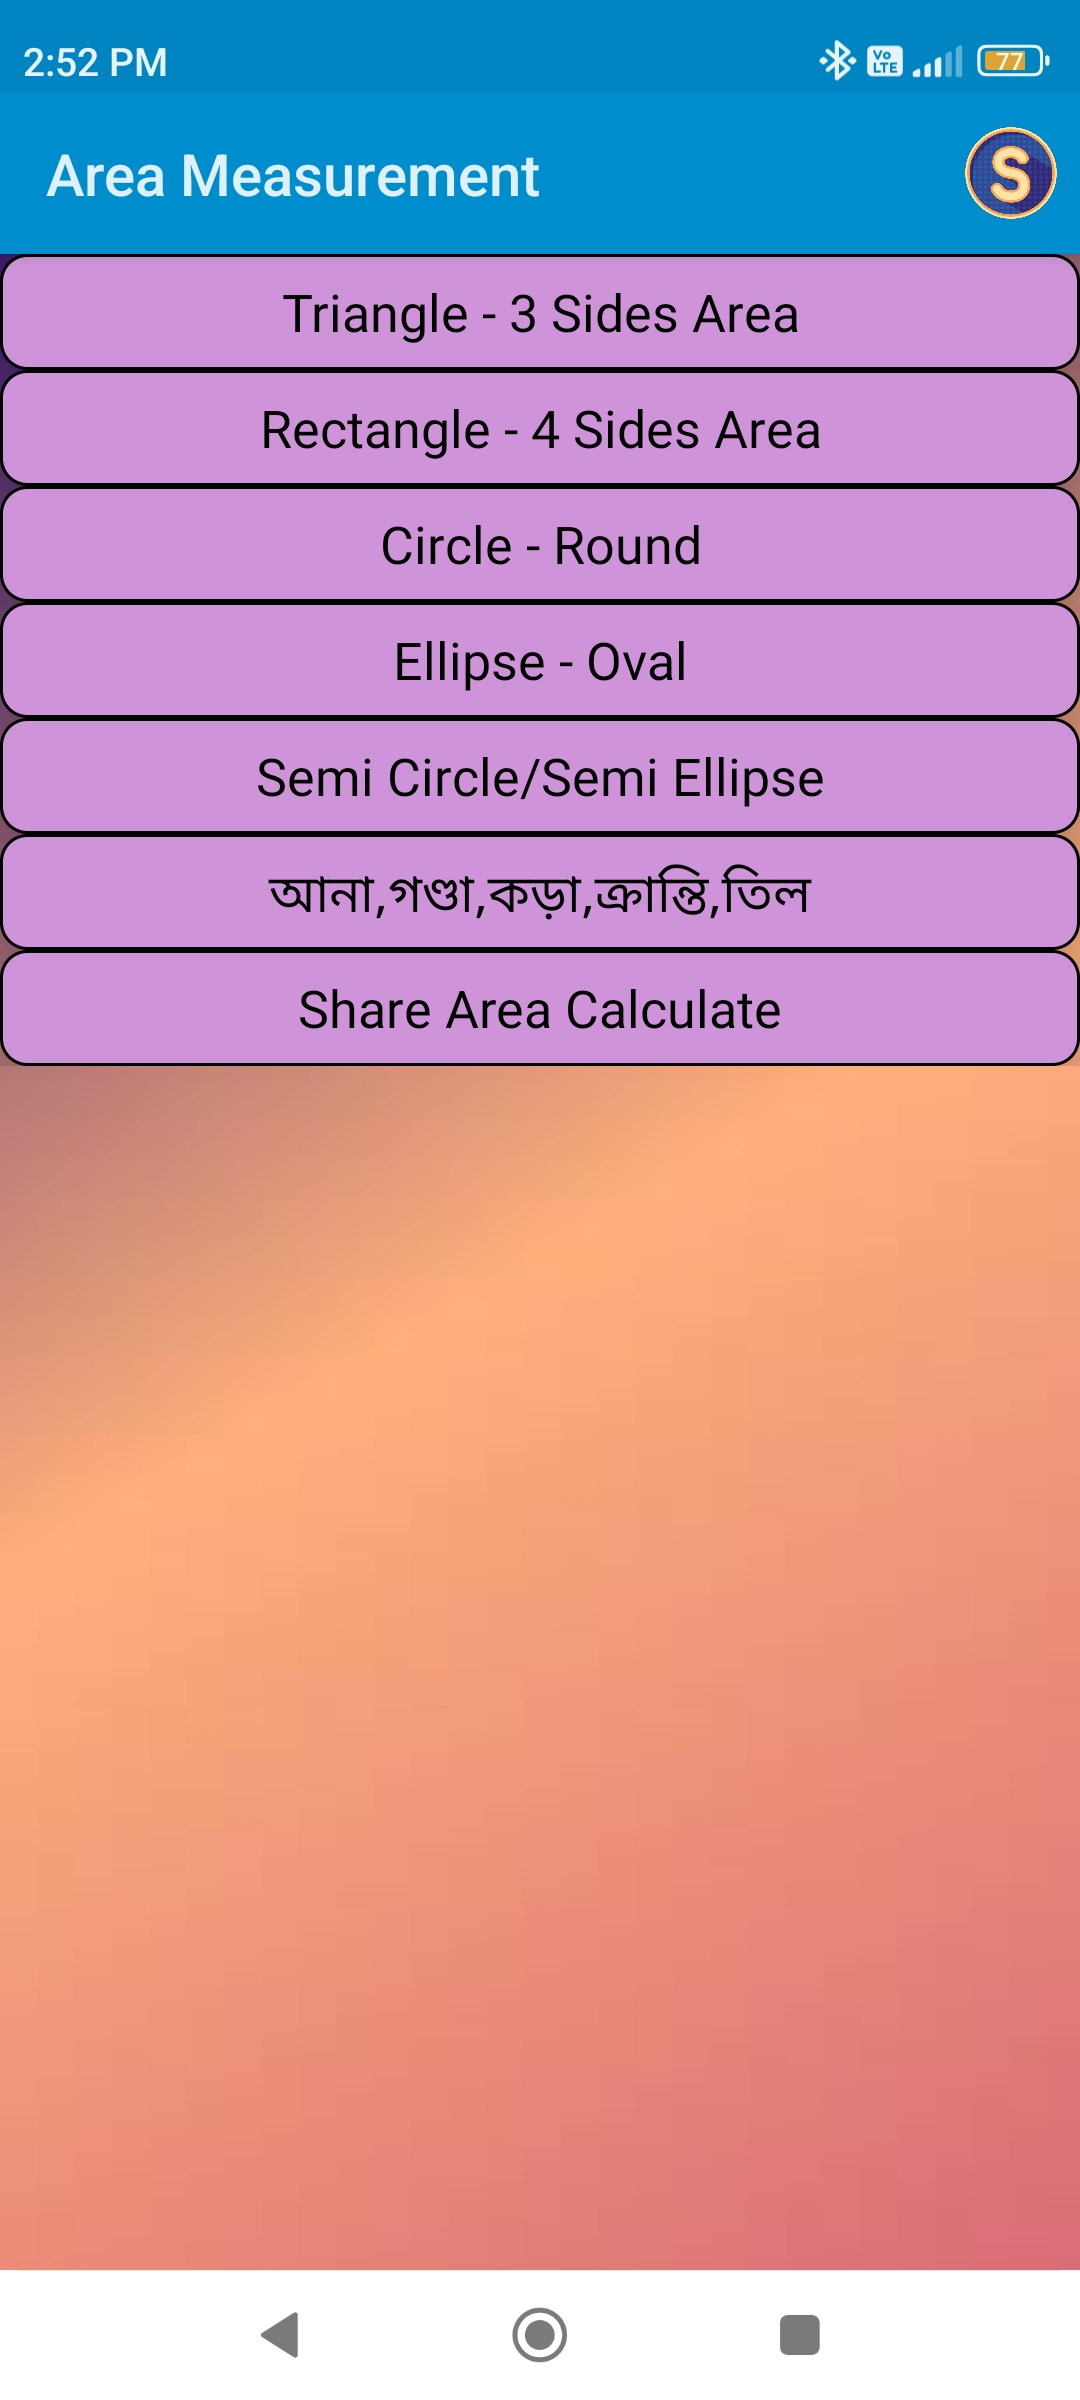 2:52 PM
Vo LTE
77
Area Measurement
S
Triangle - 3 Sides Area
Rectangle - 4 Sides Area
Circle - Round
Ellipse - Oval
Semi Circle/Semi Ellipse
আনা,গণ্ডা,কড়া,ক্রান্তি,তিল
Share Area Calculate